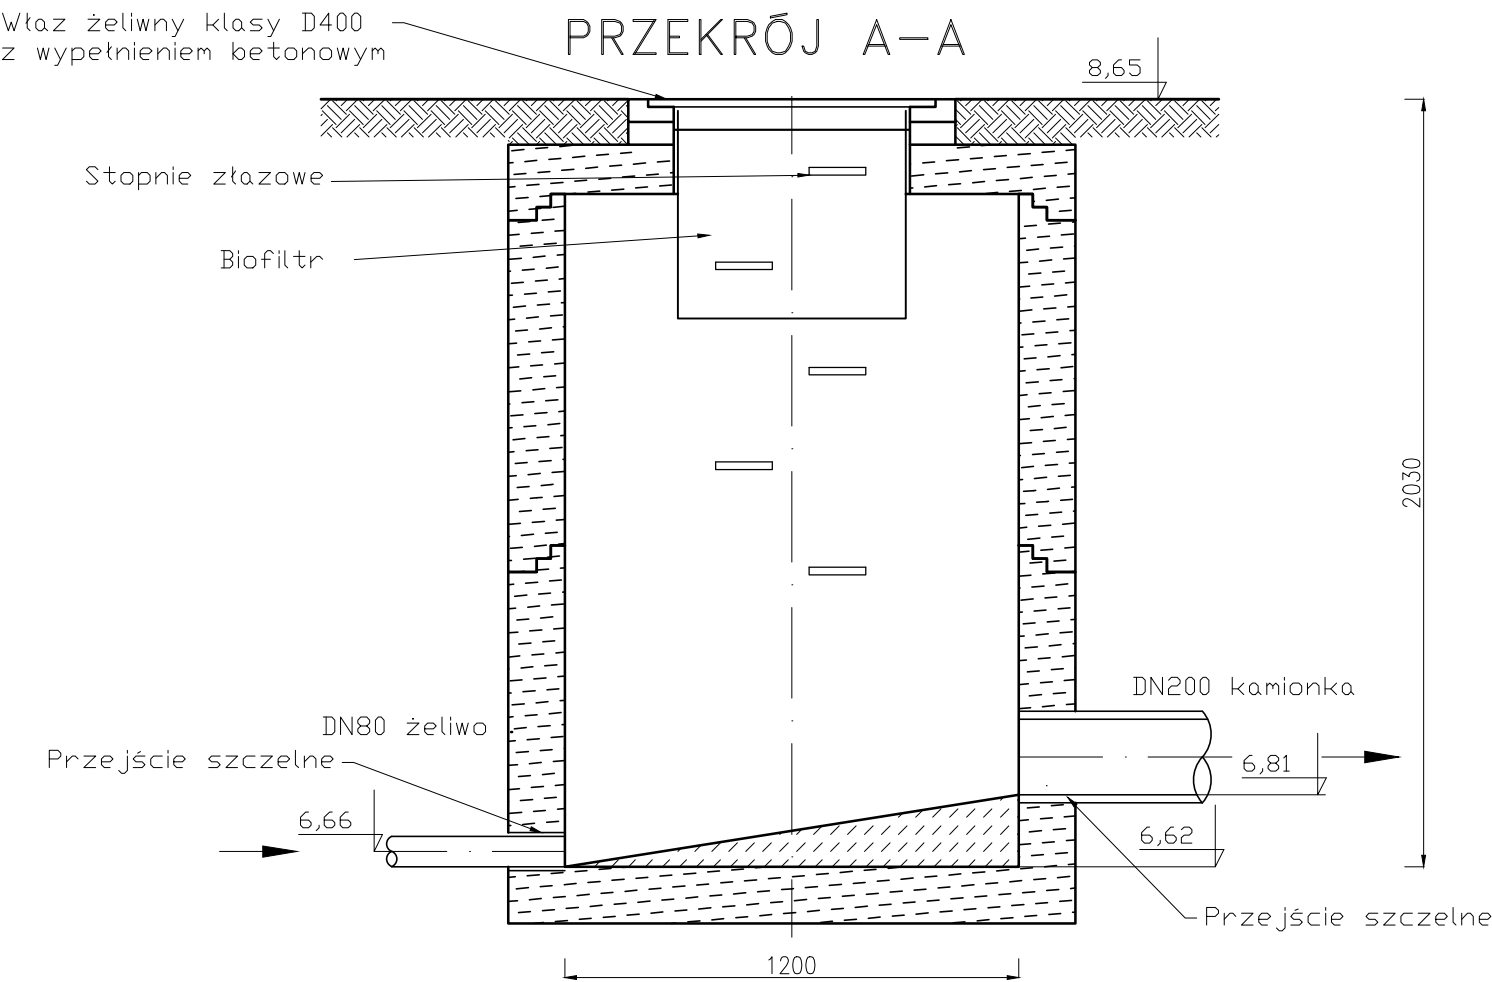 Właz żeliwny klasy D400
z wypełnieniem betonowym
PRZEKRÓJ A-A
8,65
Stopnie złazowe
Biofiltr
2030
DN200 kamionka
DN80 żeliwo
Przejście szczelne
6,81
6,66
6,62
Przejście szczelne
1200